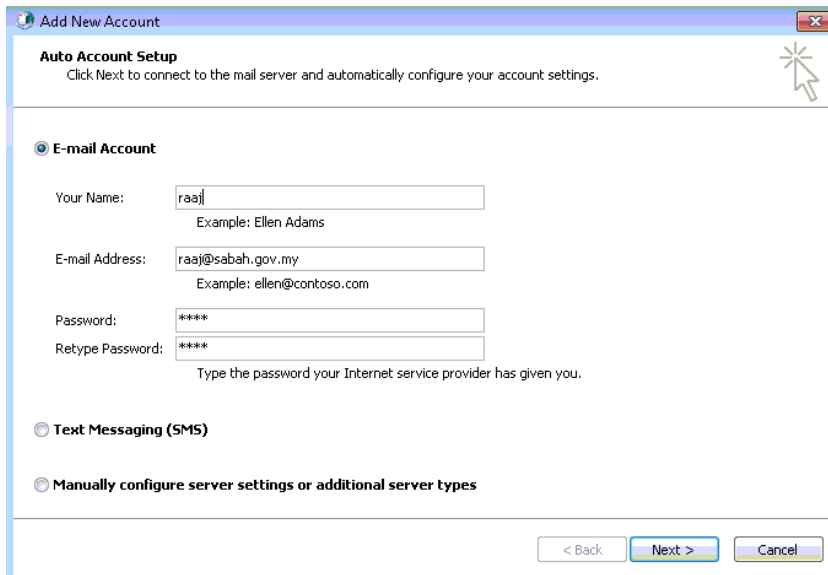 Add New Account
Auto Account Setup
Click Next to connect to the mail server and automatically configure your account settings.
E-mail Account
Your Name: raaj
Example: Ellen Adams
E-mail Address: raaj@sabah.gov.my
Example: ellen@contoso.com
Password: ****
Retype Password: ****
Type the password your Internet service provider has given you.
Text Messaging (SMS)
Manually configure server settings or additional server types
< Back Next > Cancel